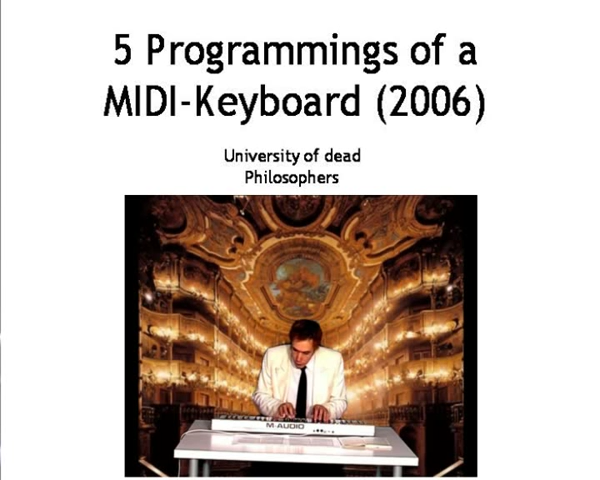 5 Programmings of a
MIDI-Keyboard (2006)
University of dead
Philosophers
M-AUDIO